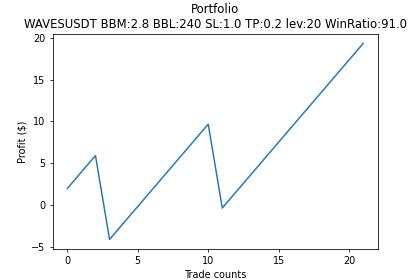 Portfolio
WAVESUSDT BBM:2.8 BBL:240 SL:1.0 TP:0.2 lev:20 WinRatio:91.0
20
15
10
5
0
−5
Profit ($)
0 5 10 15 20
Trade counts